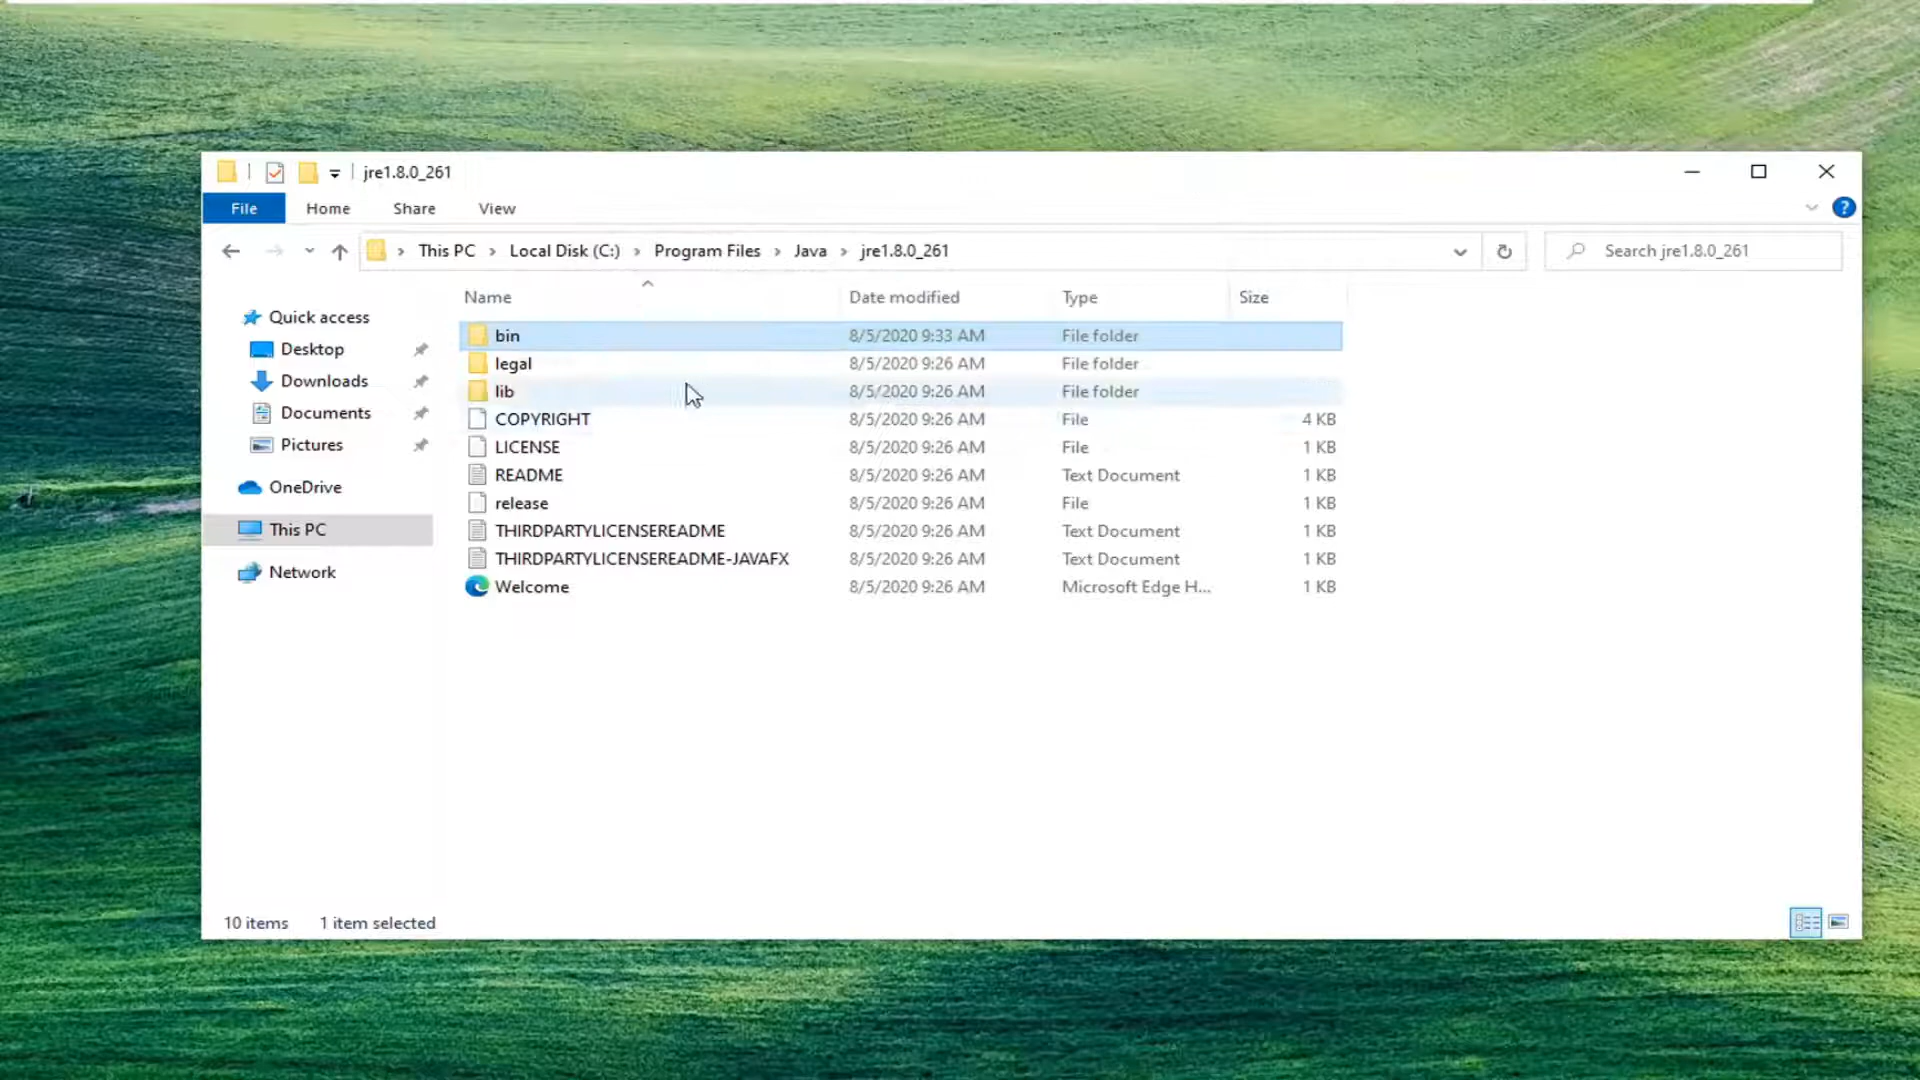 jre1.8.0_261
File Home Share View
This PC Local Disk (C:) Program Files Java jre1.8.0_261 Search jre1.8.0_261
Name Date modified Type Size
Quick access
Desktop
Downloads
Documents
Pictures
OneDrive
This PC
Network
bin 8/5/2020 9:33 AM File folder
legal 8/5/2020 9:26 AM File folder
lib 8/5/2020 9:26 AM File folder
COPYRIGHT 8/5/2020 9:26 AM File 4 KB
LICENSE 8/5/2020 9:26 AM File 1 KB
README 8/5/2020 9:26 AM Text Document 1 KB
release 8/5/2020 9:26 AM File 1 KB
THIRDPARTYLICENSEREADME 8/5/2020 9:26 AM Text Document 1 KB
THIRDPARTYLICENSEREADME-JAVAFX 8/5/2020 9:26 AM Text Document 1 KB
Welcome 8/5/2020 9:26 AM Microsoft Edge H... 1 KB
10 items 1 item selected